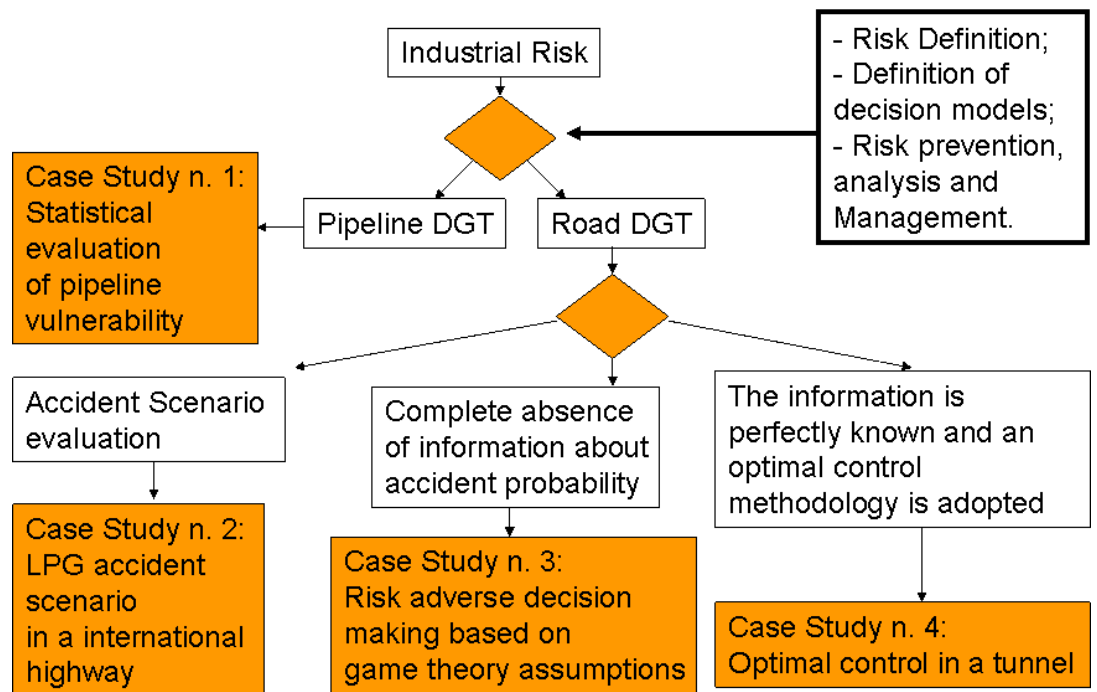 Industrial Risk
- Risk Definition;
- Definition of
decision models;
- Risk prevention,
analysis and
Management.
Case Study n. 1:
Statistical
evaluation
of pipeline
vulnerability
Pipeline DGT
Road DGT
Accident Scenario
evaluation
Complete absence
of information about
accident probability
The information is
perfectly known and an
optimal control
methodology is adopted
Case Study n. 2:
LPG accident
scenario
in a international
highway
Case Study n. 3:
Risk adverse decision
making based on
game theory assumptions
Case Study n. 4:
Optimal control in a tunnel